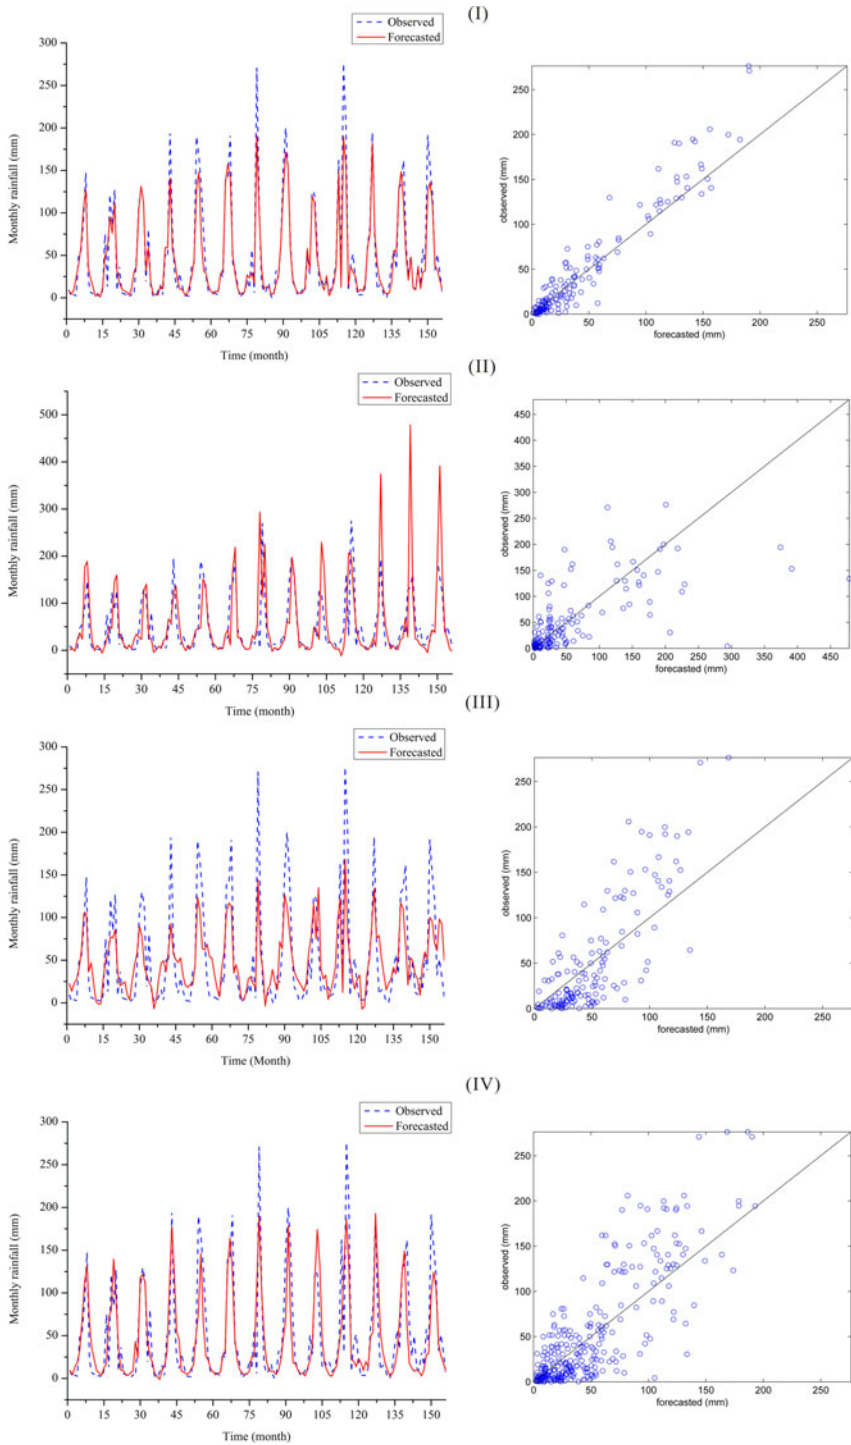 (I)
Observed
Forecasted
300
250
200
150
100
50
0
Monthly rainfall (mm)
0 15 30 45 60 75 90 105 120 135 150
Time (month)
250
200
150
100
50
0
observed (mm)
0 50 100 150 200 250
forecasted (mm)
(II)
Observed
Forecasted
500
400
300
200
100
0
Monthly rainfall (mm)
0 15 30 45 60 75 90 105 120 135 150
Time (month)
450
400
350
300
250
200
150
100
50
0
observed (mm)
0 50 100 150 200 250 300 350 400 450
forecasted (mm)
(III)
Observed
Forecasted
300
250
200
150
100
50
0
Monthly rainfall (mm)
0 15 30 45 60 75 90 105 120 135 150
Time (Month)
250
200
150
100
50
0
observed (mm)
0 50 100 150 200 250
forecasted (mm)
(IV)
Observed
Forecasted
300
250
200
150
100
50
0
Monthly rainfall (mm)
0 15 30 45 60 75 90 105 120 135 150
Time (month)
250
200
150
100
50
0
observed (mm)
0 50 100 150 200 250
forecasted (mm)